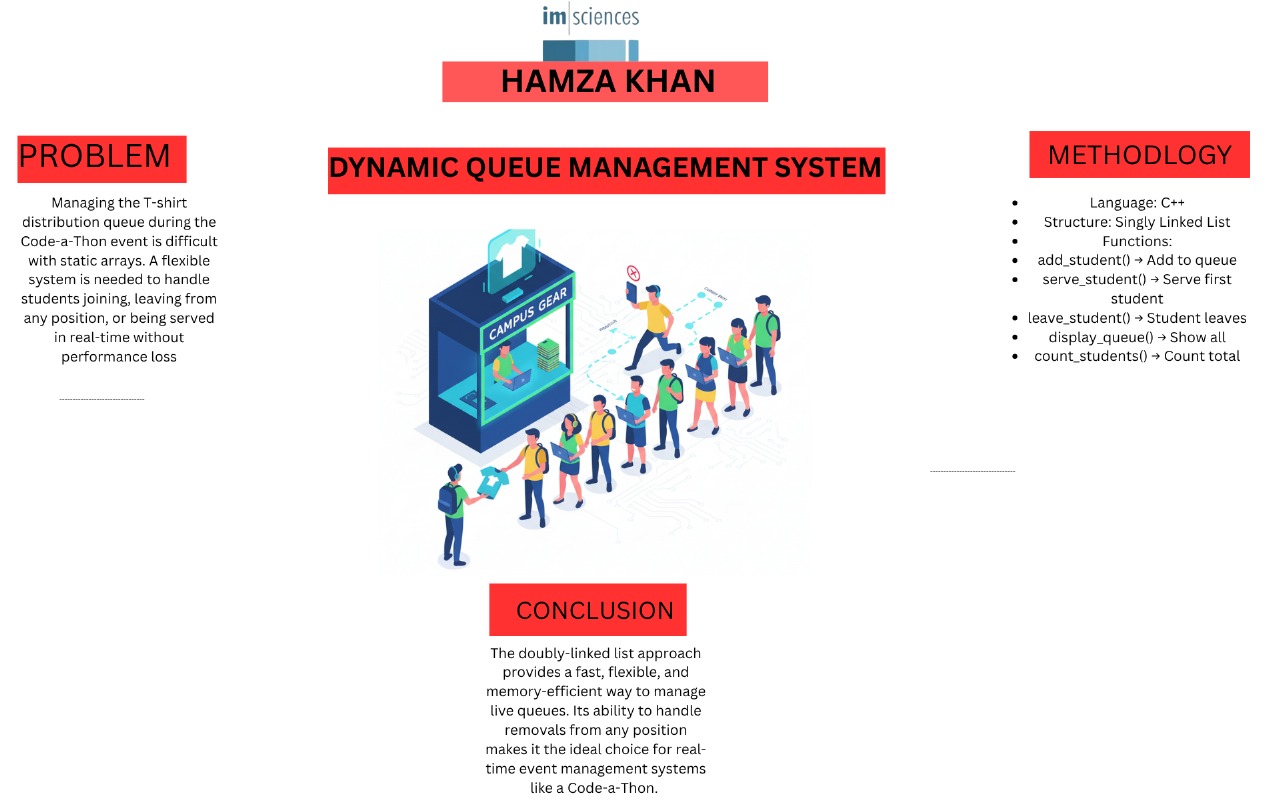 im sciences
HAMZA KHAN
DYNAMIC QUEUE MANAGEMENT SYSTEM
PROBLEM
Managing the T-shirt
distribution queue during the
Code-a-Thon event is difficult
with static arrays. A flexible
system is needed to handle
students joining, leaving from
any position, or being served
in real-time without
performance loss
CAMPUS GEAR
METHODLOGY
Language: C++
Structure: Singly Linked List
Functions:
add_student() → Add to queue
serve_student() → Serve first
student
leave_student() → Student leaves
display_queue() → Show all
count_students() → Count total
CONCLUSION
The doubly-linked list approach
provides a fast, flexible, and
memory-efficient way to manage
live queues. Its ability to handle
removals from any position
makes it the ideal choice for real-
time event management systems
like a Code-a-Thon.